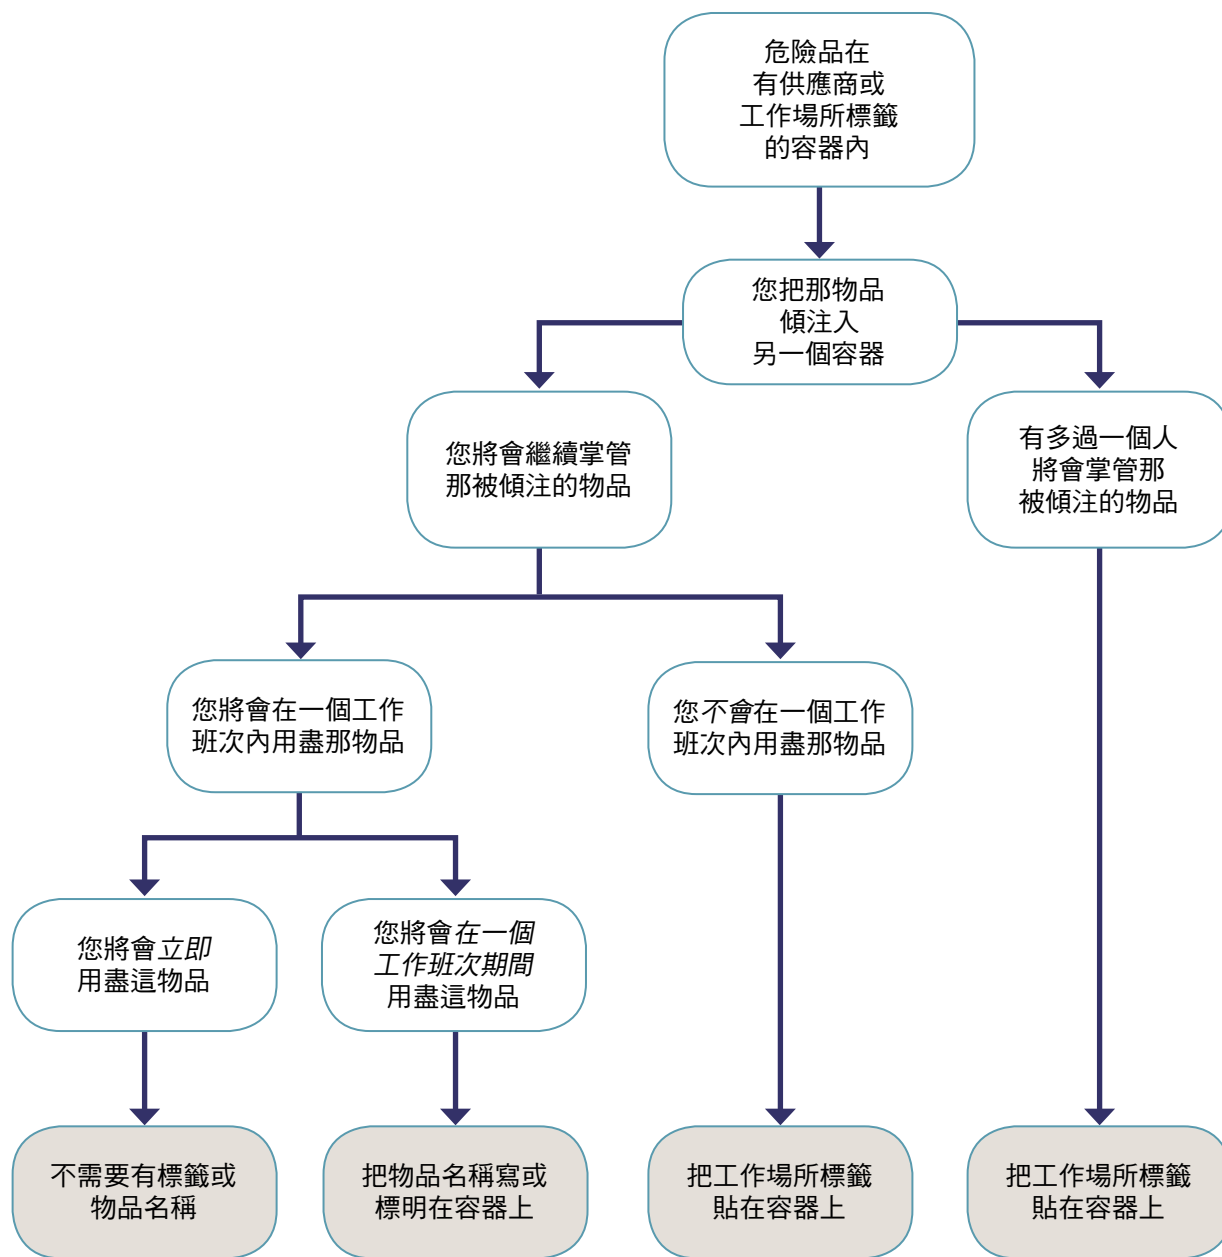 危險品在
有供應商或
工作場所標籤
的容器內
您把那物品
傾注入
另一個容器
您將會繼續掌管
那被傾注的物品
有多過一個人
將會掌管那
被傾注的物品
您將會在一個工作
班次內用盡那物品
您不會在一個工作
班次內用盡那物品
您將會立即
用盡這物品
您將會在一個
工作班次期間
用盡這物品
不需要有標籤或
物品名稱
把物品名稱寫或
標明在容器上
把工作場所標籤
貼在容器上
把工作場所標籤
貼在容器上